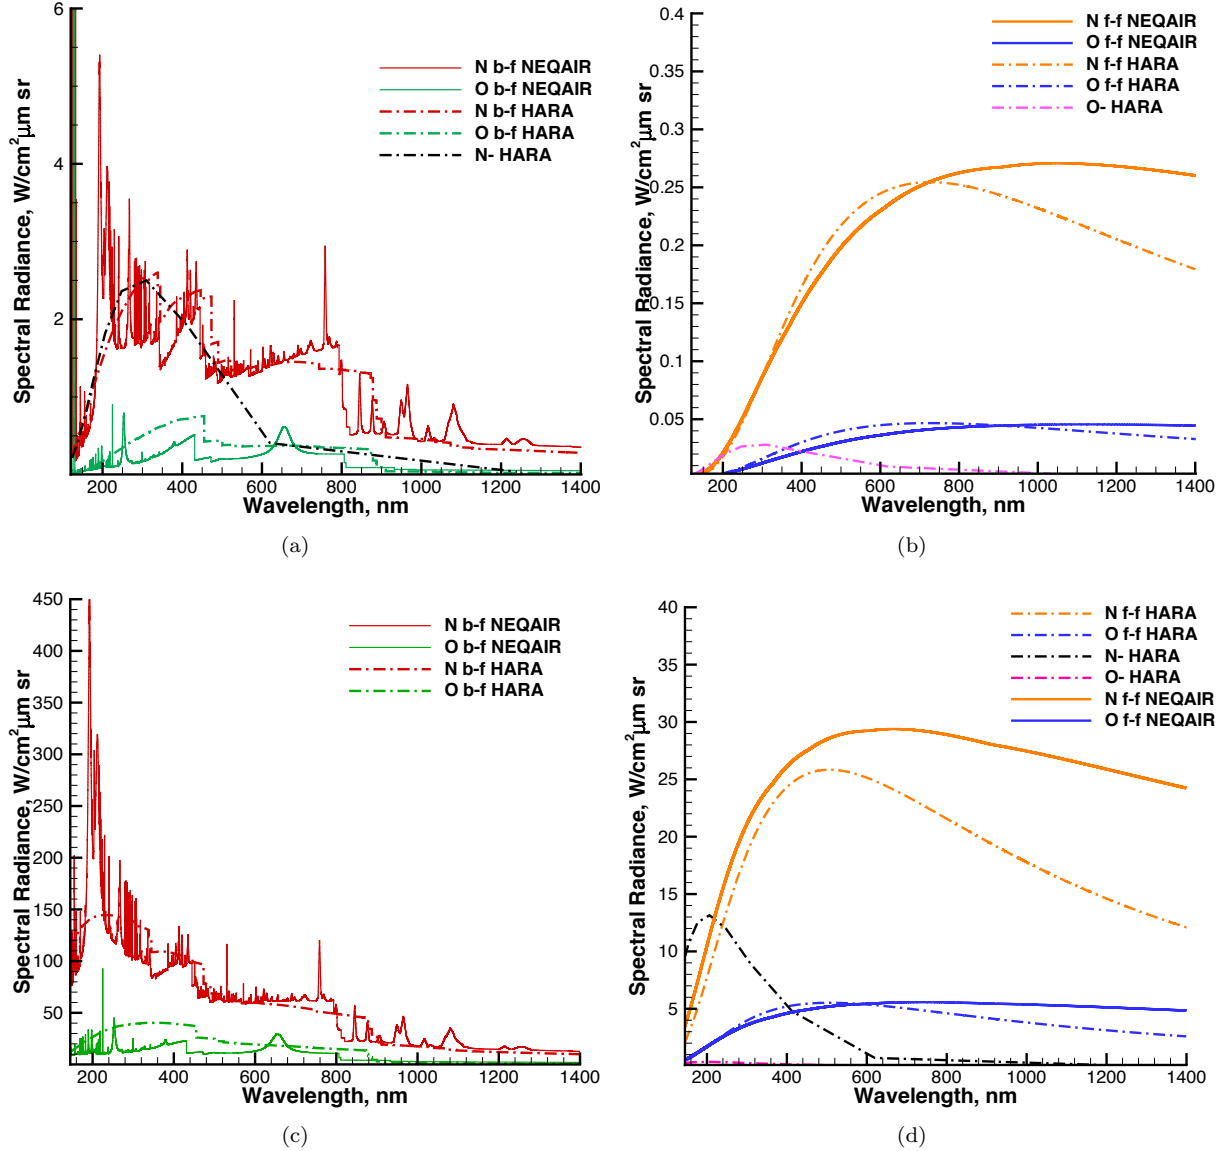 Spectral Radiance, W/cm²μm sr
6
4
2
N b-f NEQAIR
O b-f NEQAIR
N b-f HARA
O b-f HARA
N- HARA
200 400 600 800 1000 1200 1400
Wavelength, nm
(a)
Spectral Radiance, W/cm²μm sr
0.4
0.35
0.3
0.25
0.2
0.15
0.1
0.05
N f-f NEQAIR
O f-f NEQAIR
N f-f HARA
O f-f HARA
O- HARA
200 400 600 800 1000 1200 1400
Wavelength, nm
(b)
Spectral Radiance, W/cm²μm sr
450
400
350
300
250
200
150
100
50
N b-f NEQAIR
O b-f NEQAIR
N b-f HARA
O b-f HARA
200 400 600 800 1000 1200 1400
Wavelength, nm
(c)
Spectral Radiance, W/cm²μm sr
40
35
30
25
20
15
10
5
N f-f HARA
O f-f HARA
N- HARA
O- HARA
N f-f NEQAIR
O f-f NEQAIR
200 400 600 800 1000 1200 1400
Wavelength, nm
(d)